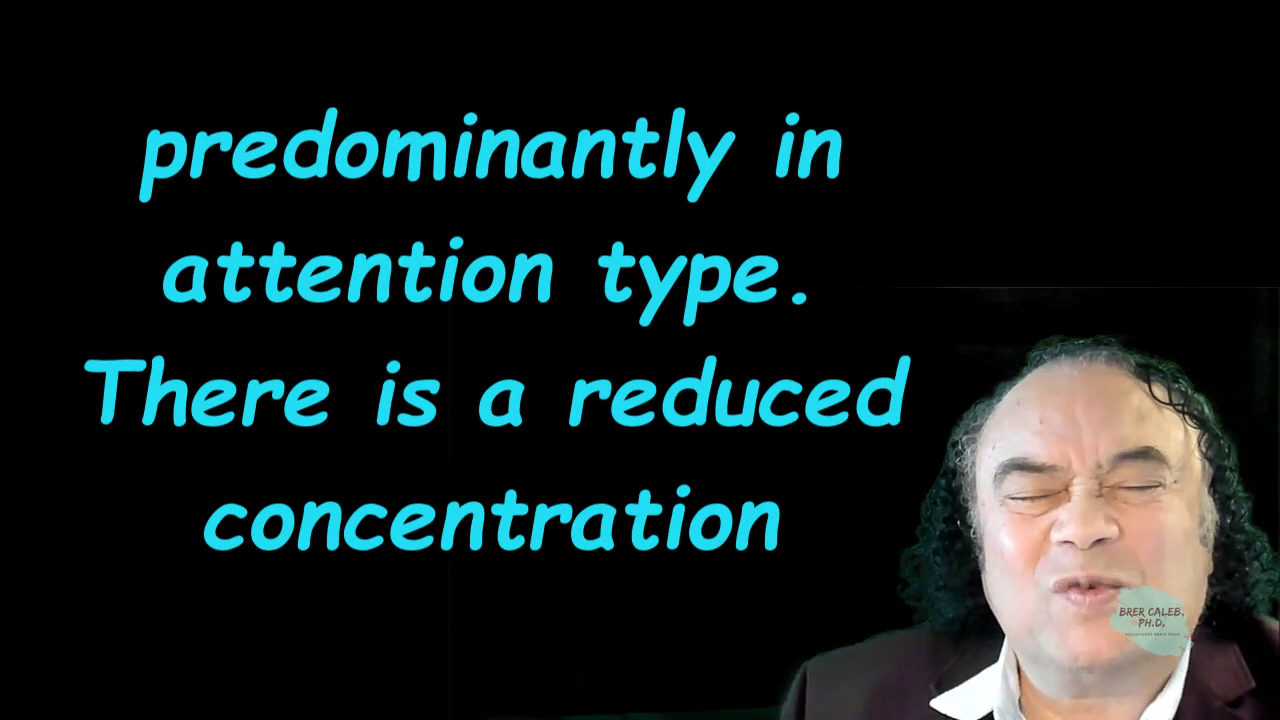 predominantly in
attention type.
There is a reduced
concentration
BRER CALEB,
PH.D.